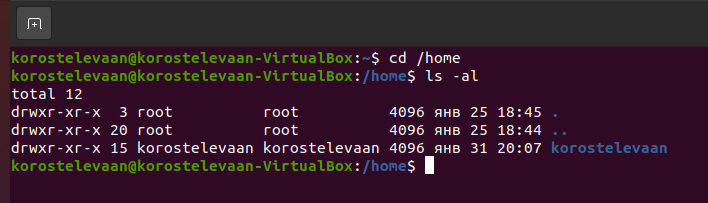 korostelevaan@korostelevaan-VirtualBox:~$ cd /home
korostelevaan@korostelevaan-VirtualBox:/home$ ls -al
total 12
drwxr-xr-x  3 root          root          4096 янв 25 18:45 .
drwxr-xr-x 20 root          root          4096 янв 25 18:44 ..
drwxr-xr-x 15 korostelevaan korostelevaan 4096 янв 31 20:07 korostelevaan
korostelevaan@korostelevaan-VirtualBox:/home$